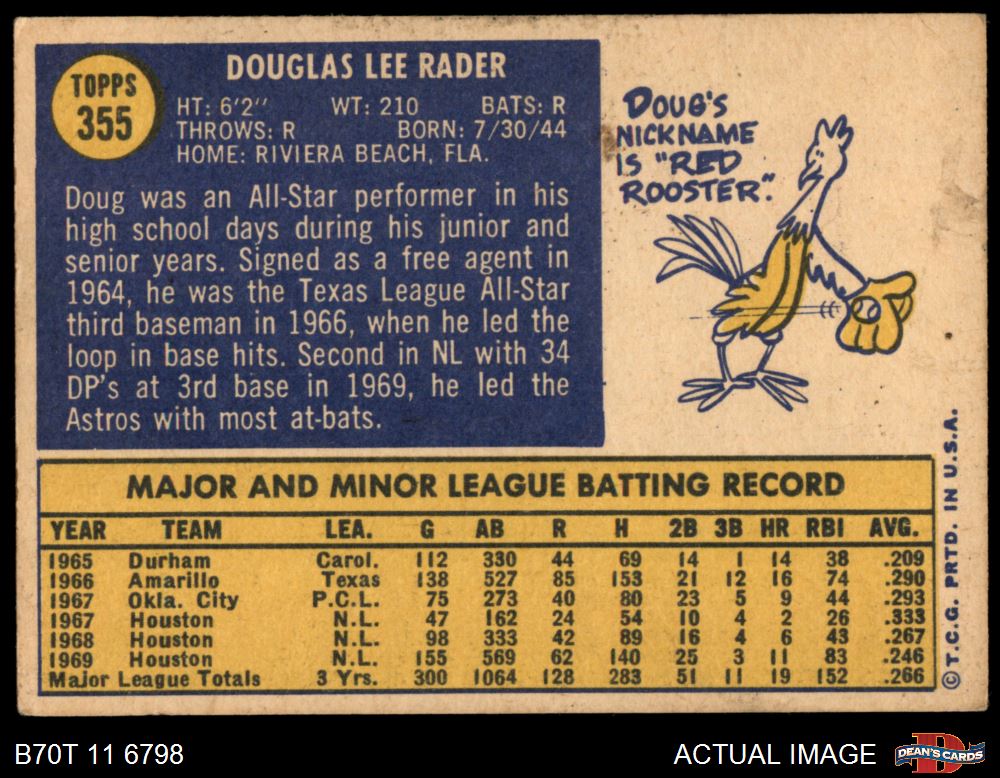 TOPPS
355
DOUGLAS LEE RADER
HT: 6'2" WT: 210 BATS: R
THROWS: R BORN: 7/30/44
HOME: RIVIERA BEACH, FLA.
Doug was an All-Star performer in his
high school days during his junior and
senior years. Signed as a free agent in
1964, he was the Texas League All-Star
third baseman in 1966, when he led the
loop in base hits. Second in NL with 34
DP's at 3rd base in 1969, he led the
Astros with most at-bats.
DOUG'S
NICKNAME
IS "RED
ROOSTER".
MAJOR AND MINOR LEAGUE BATTING RECORD
YEAR TEAM LEA. G AB R H 2B 3B HR RBI AVG.
1965 Durham Carol. 112 330 44 69 14 1 14 38 .209
1966 Amarillo Texas 138 527 85 153 21 12 16 74 .290
1967 Okla. City P.C.L. 75 273 40 80 23 5 9 44 .293
1967 Houston N.L. 47 162 24 54 10 4 2 26 .333
1968 Houston N.L. 98 333 42 89 16 4 6 43 .267
1969 Houston N.L. 155 569 62 140 25 3 11 83 .246
Major League Totals 3 Yrs. 300 1064 128 283 51 11 19 152 .266
© T.C.G. PRTD. IN U.S.A.
B70T 11 6798
ACTUAL IMAGE
DEAN'S CARDS